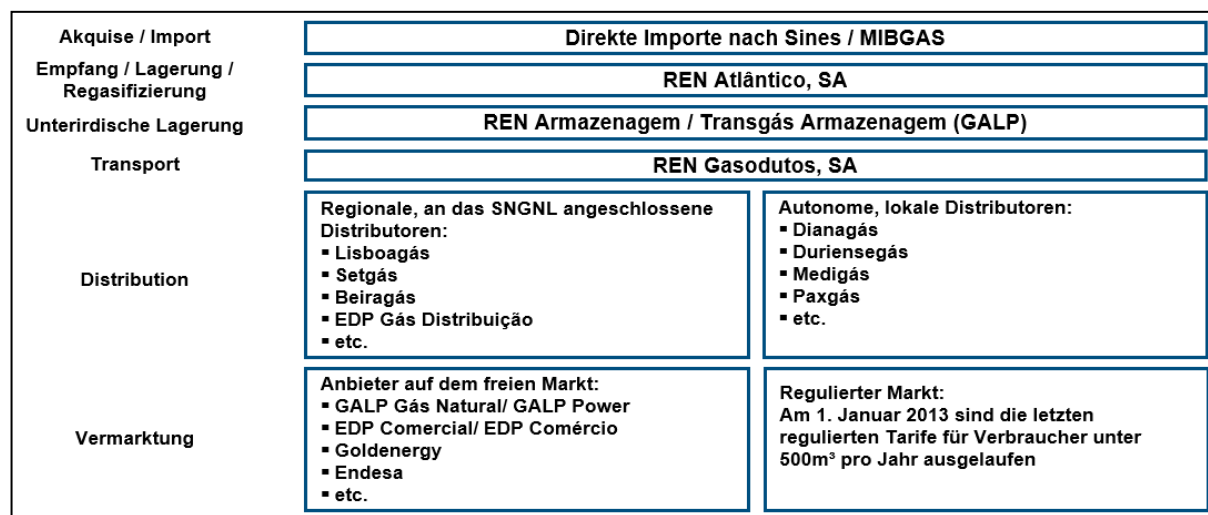 Akquise / Import
Direkte Importe nach Sines / MIBGAS
Empfang / Lagerung /
Regasifizierung
REN Atlântico, SA
Unterirdische Lagerung
REN Armazenagem / Transgás Armazenagem (GALP)
Transport
REN Gasodutos, SA
Distribution
Regionale, an das SNGNL angeschlossene
Distributoren:
▪ Lisboagás
▪ Setgás
▪ Beiragás
▪ EDP Gás Distribuição
▪ etc.
Autonome, lokale Distributoren:
▪ Dianagás
▪ Duriensegás
▪ Medigás
▪ Paxgás
▪ etc.
Vermarktung
Anbieter auf dem freien Markt:
▪ GALP Gás Natural/ GALP Power
▪ EDP Comercial/ EDP Comércio
▪ Goldenergy
▪ Endesa
▪ etc.
Regulierter Markt:
Am 1. Januar 2013 sind die letzten
regulierten Tarife für Verbraucher unter
500m³ pro Jahr ausgelaufen